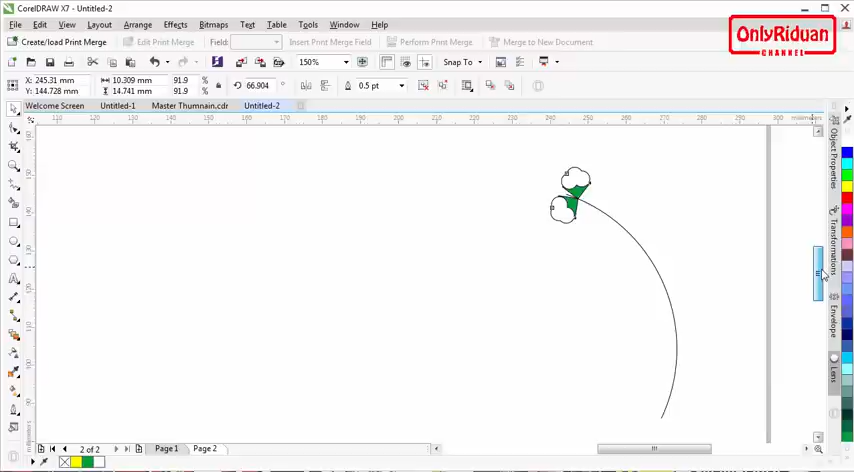 CorelDRAW X7 - Untitled-2
OnlyRiduan
CHANNEL
File Edit View Layout Arrange Effects Bitmaps Text Table Tools Window Help
Create/load Print Merge Edit Print Merge Field: Insert Print Merge Field Perform Print Merge Merge to New Document
150% Snap To
X: 245.31 mm 10.309 mm 91.9 % 66.904 ° 0.5 pt
Y: 144.728 mm 14.741 mm 91.9 %
Welcome Screen Untitled-1 Master Thumnain.cdr Untitled-2
110 120 130 140 150 160 170 180 190 200 210 220 230 240 250 260 270 280 290 300 millimeters
Object Properties
Transformations
Envelope
Lens
2 of 2 Page 1 Page 2